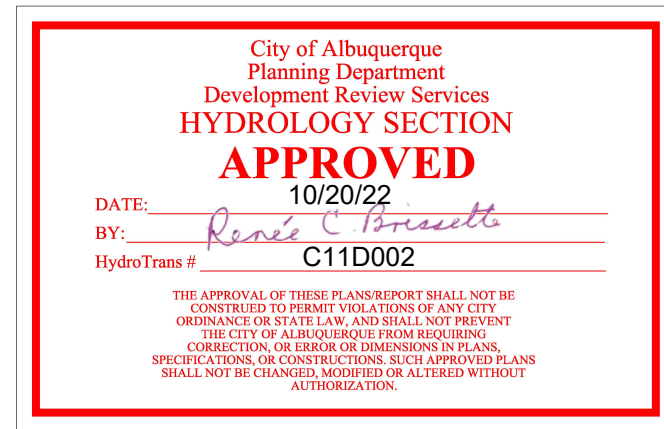 City of Albuquerque
Planning Department
Development Review Services
HYDROLOGY SECTION
APPROVED
DATE: 10/20/22
BY: Renée C. Brissette
HydroTrans # C11D002
THE APPROVAL OF THESE PLANS/REPORT SHALL NOT BE
CONSTRUED TO PERMIT VIOLATIONS OF ANY CITY
ORDINANCE OR STATE LAW, AND SHALL NOT PREVENT
THE CITY OF ALBUQUERQUE FROM REQUIRING
CORRECTION, OR ERROR OR DIMENSIONS IN PLANS,
SPECIFICATIONS, OR CONSTRUCTIONS. SUCH APPROVED PLANS
SHALL NOT BE CHANGED, MODIFIED OR ALTERED WITHOUT
AUTHORIZATION.